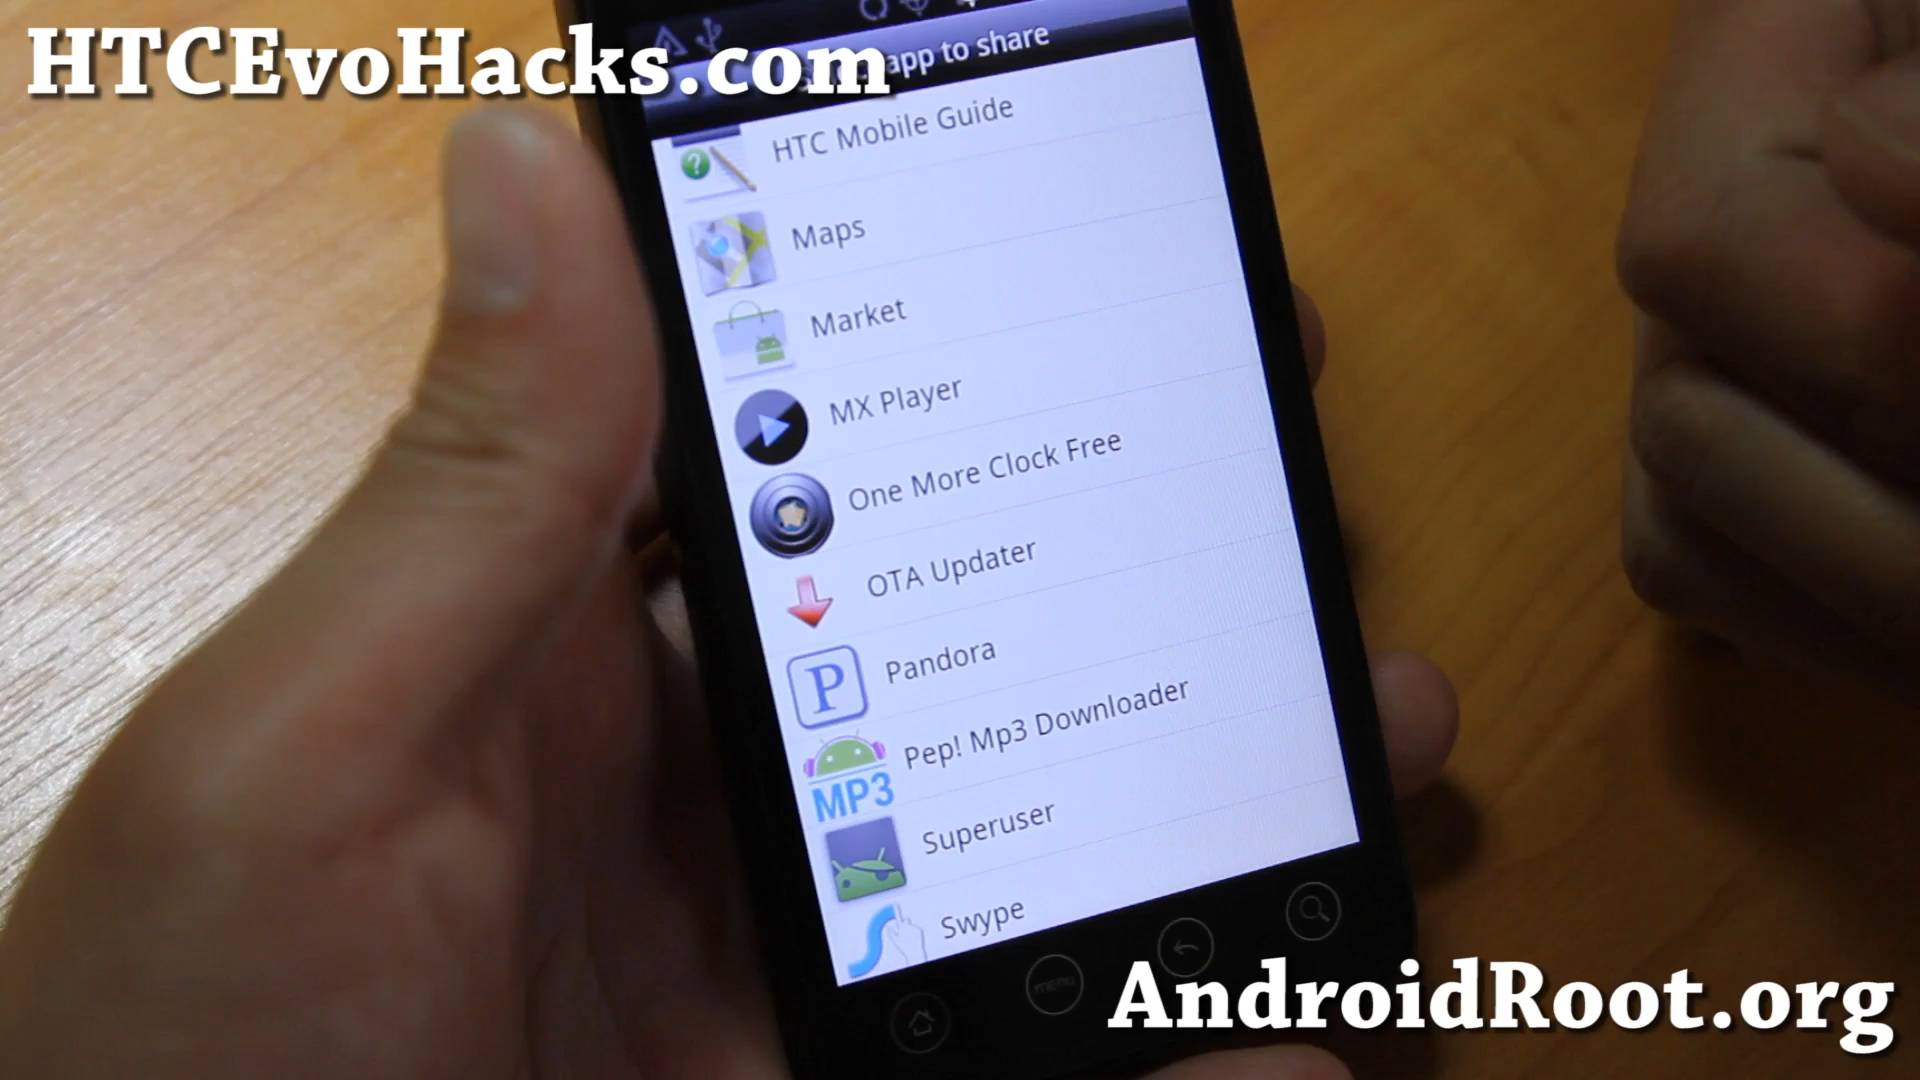 HTCEvoHacks.com
app to share
HTC Mobile Guide
Maps
Market
MX Player
One More Clock Free
OTA Updater
P
Pandora
Pep! Mp3 Downloader
MP3
Superuser
Swype
menu
AndroidRoot.org